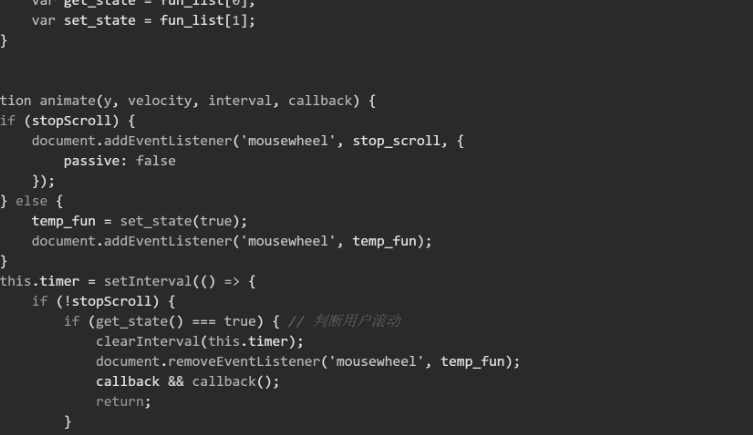 var get_state = fun_list[0];
var set_state = fun_list[1];
}
tion animate(y, velocity, interval, callback) {
if (stopScroll) {
document.addEventListener('mousewheel', stop_scroll, {
passive: false
});
} else {
temp_fun = set_state(true);
document.addEventListener('mousewheel', temp_fun);
}
this.timer = setInterval(() => {
if (!stopScroll) {
if (get_state() === true) { // 判断用户滚动
clearInterval(this.timer);
document.removeEventListener('mousewheel', temp_fun);
callback && callback();
return;
}